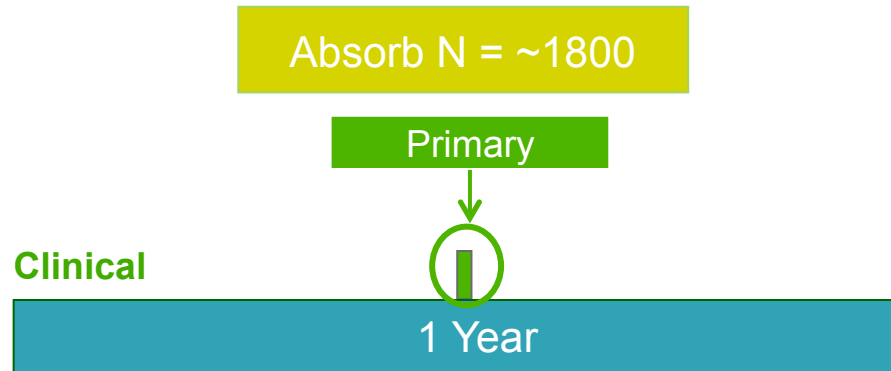 Absorb N = ~1800
Primary
Clinical
1 Year